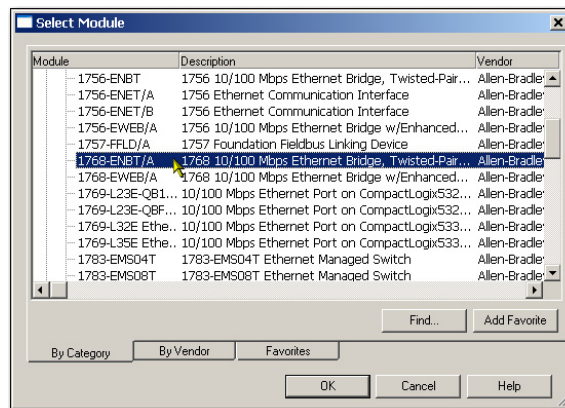 Select Module
Module Description Vendor
1756-ENBT 1756 10/100 Mbps Ethernet Bridge, Twisted-Pair... Allen-Bradley
1756-ENET/A 1756 Ethernet Communication Interface Allen-Bradley
1756-ENET/B 1756 Ethernet Communication Interface Allen-Bradley
1756-EWEB/A 1756 10/100 Mbps Ethernet Bridge w/Enhanced... Allen-Bradley
1757-FFLD/A 1757 Foundation Fieldbus Linking Device Allen-Bradley
1768-ENBT/A 1768 10/100 Mbps Ethernet Bridge, Twisted-Pair... Allen-Bradley
1768-EWEB/A 1768 10/100 Mbps Ethernet Bridge w/Enhanced... Allen-Bradley
1769-L23E-QB1... 10/100 Mbps Ethernet Port on CompactLogix532... Allen-Bradley
1769-L23E-QBF... 10/100 Mbps Ethernet Port on CompactLogix532... Allen-Bradley
1769-L32E Ethe... 10/100 Mbps Ethernet Port on CompactLogix533... Allen-Bradley
1769-L35E Ethe... 10/100 Mbps Ethernet Port on CompactLogix533... Allen-Bradley
1783-EMS04T 1783-EMS04T Ethernet Managed Switch Allen-Bradley
1783-EMS08T 1783-EMS08T Ethernet Managed Switch Allen-Bradley
Find... Add Favorite
By Category By Vendor Favorites
OK Cancel Help